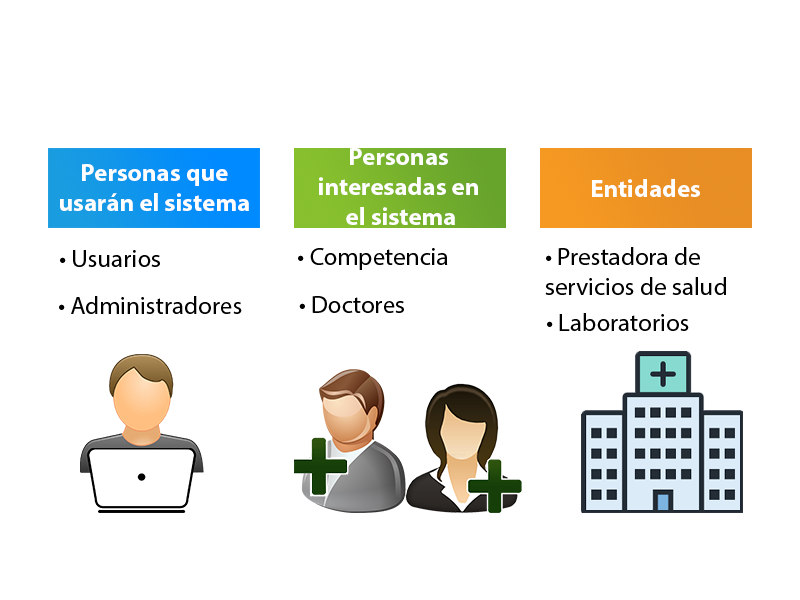 Personas que
usarán el sistema
• Usuarios
• Administradores
Personas
interesadas en
el sistema
• Competencia
• Doctores
Entidades
• Prestadora de
servicios de salud
• Laboratorios